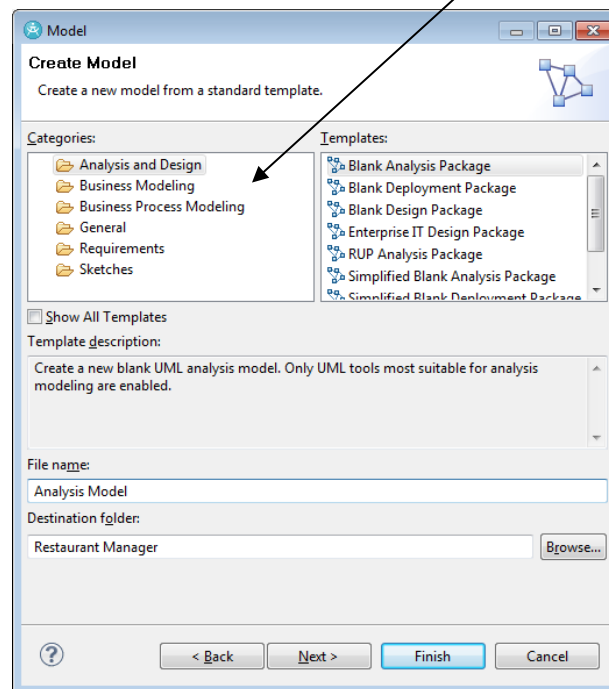 Model
Create Model
Create a new model from a standard template.
Categories:
Analysis and Design
Business Modeling
Business Process Modeling
General
Requirements
Sketches
Templates:
Blank Analysis Package
Blank Deployment Package
Blank Design Package
Enterprise IT Design Package
RUP Analysis Package
Simplified Blank Analysis Package
Simplified Blank Deployment Package
Show All Templates
Template description:
Create a new blank UML analysis model. Only UML tools most suitable for analysis
modeling are enabled.
File name:
Analysis Model
Destination folder:
Restaurant Manager
Browse...
?
< Back
Next >
Finish
Cancel